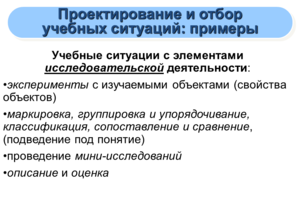 Проектирование и отбор
учебных ситуаций: примеры
Учебные ситуации с элементами
исследовательской деятельности:
•эксперименты с изучаемыми объектами (свойства
объектов)
•маркировка, группировка и упорядочивание,
классификация, сопоставление и сравнение,
(подведение под понятие)
•проведение мини-исследований
•описание и оценка